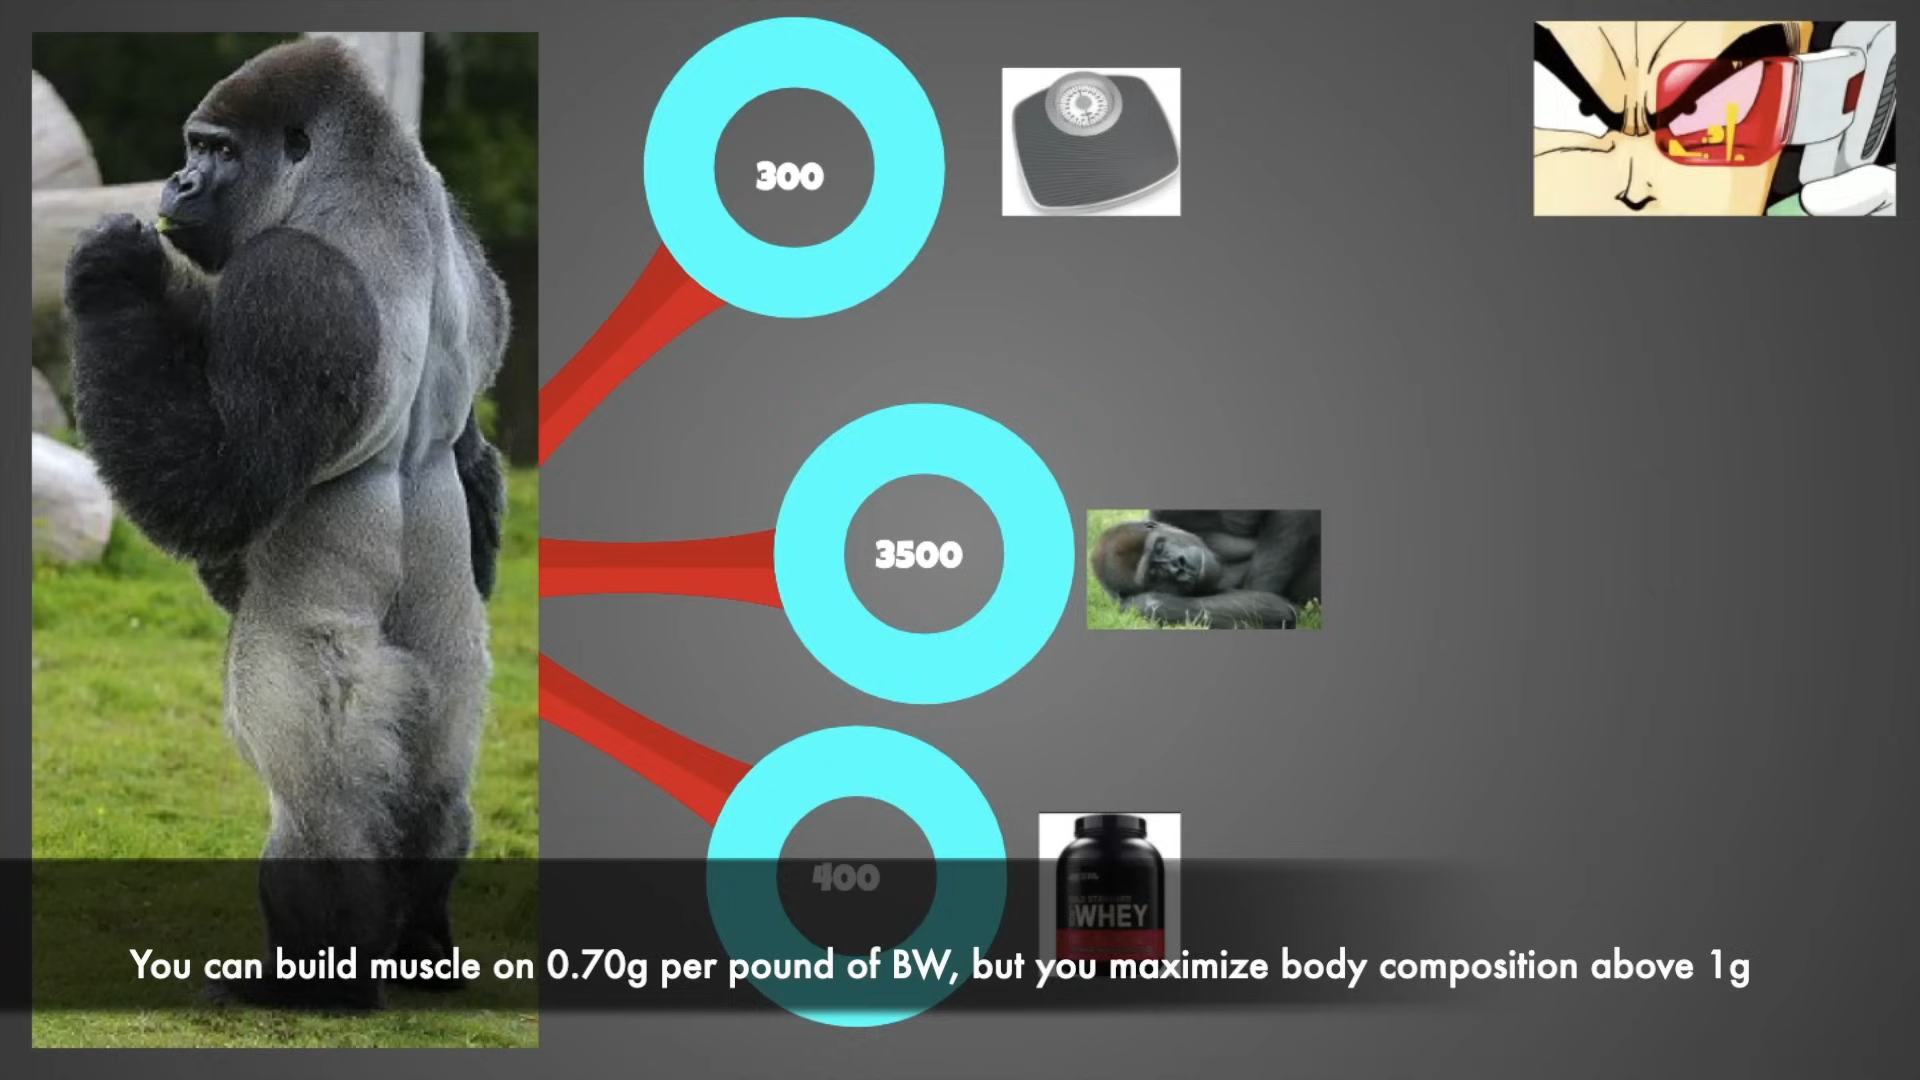 300
3500
400
WHEY
You can build muscle on 0.70g per pound of BW, but you maximize body composition above 1g